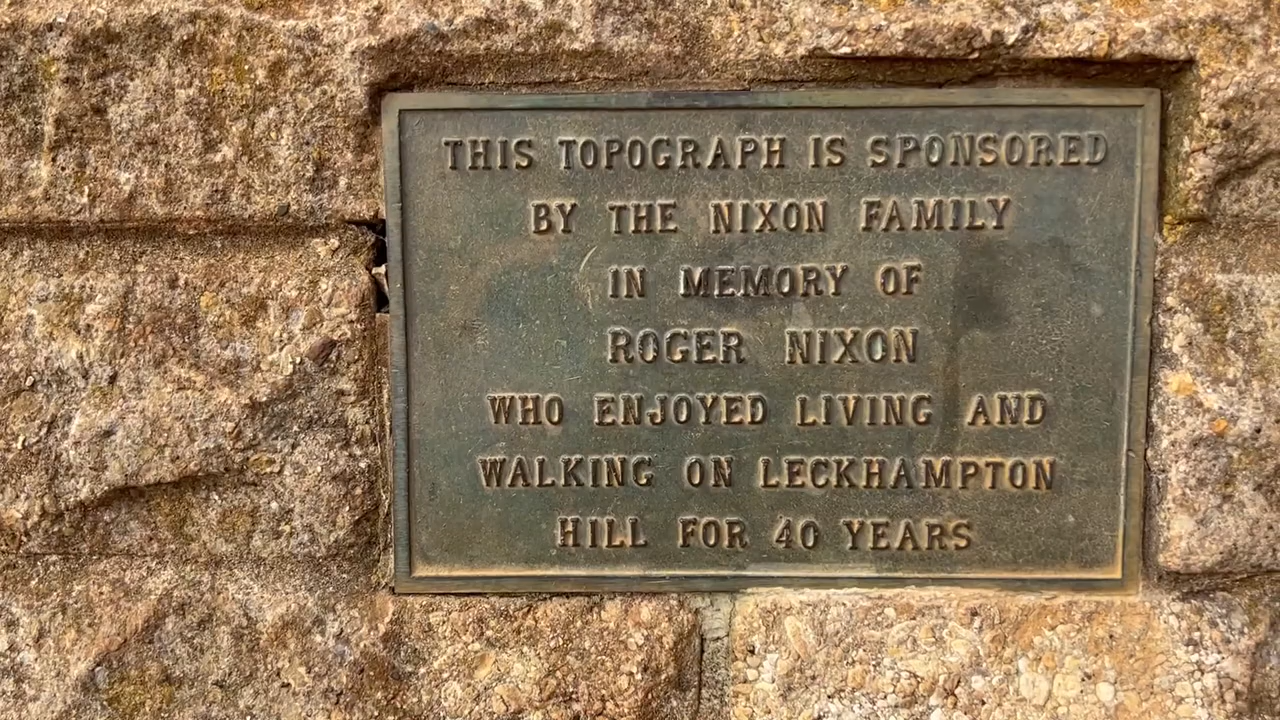 THIS TOPOGRAPH IS SPONSORED
BY THE NIXON FAMILY
IN MEMORY OF
ROGER NIXON
WHO ENJOYED LIVING AND
WALKING ON LECKHAMPTON
HILL FOR 40 YEARS